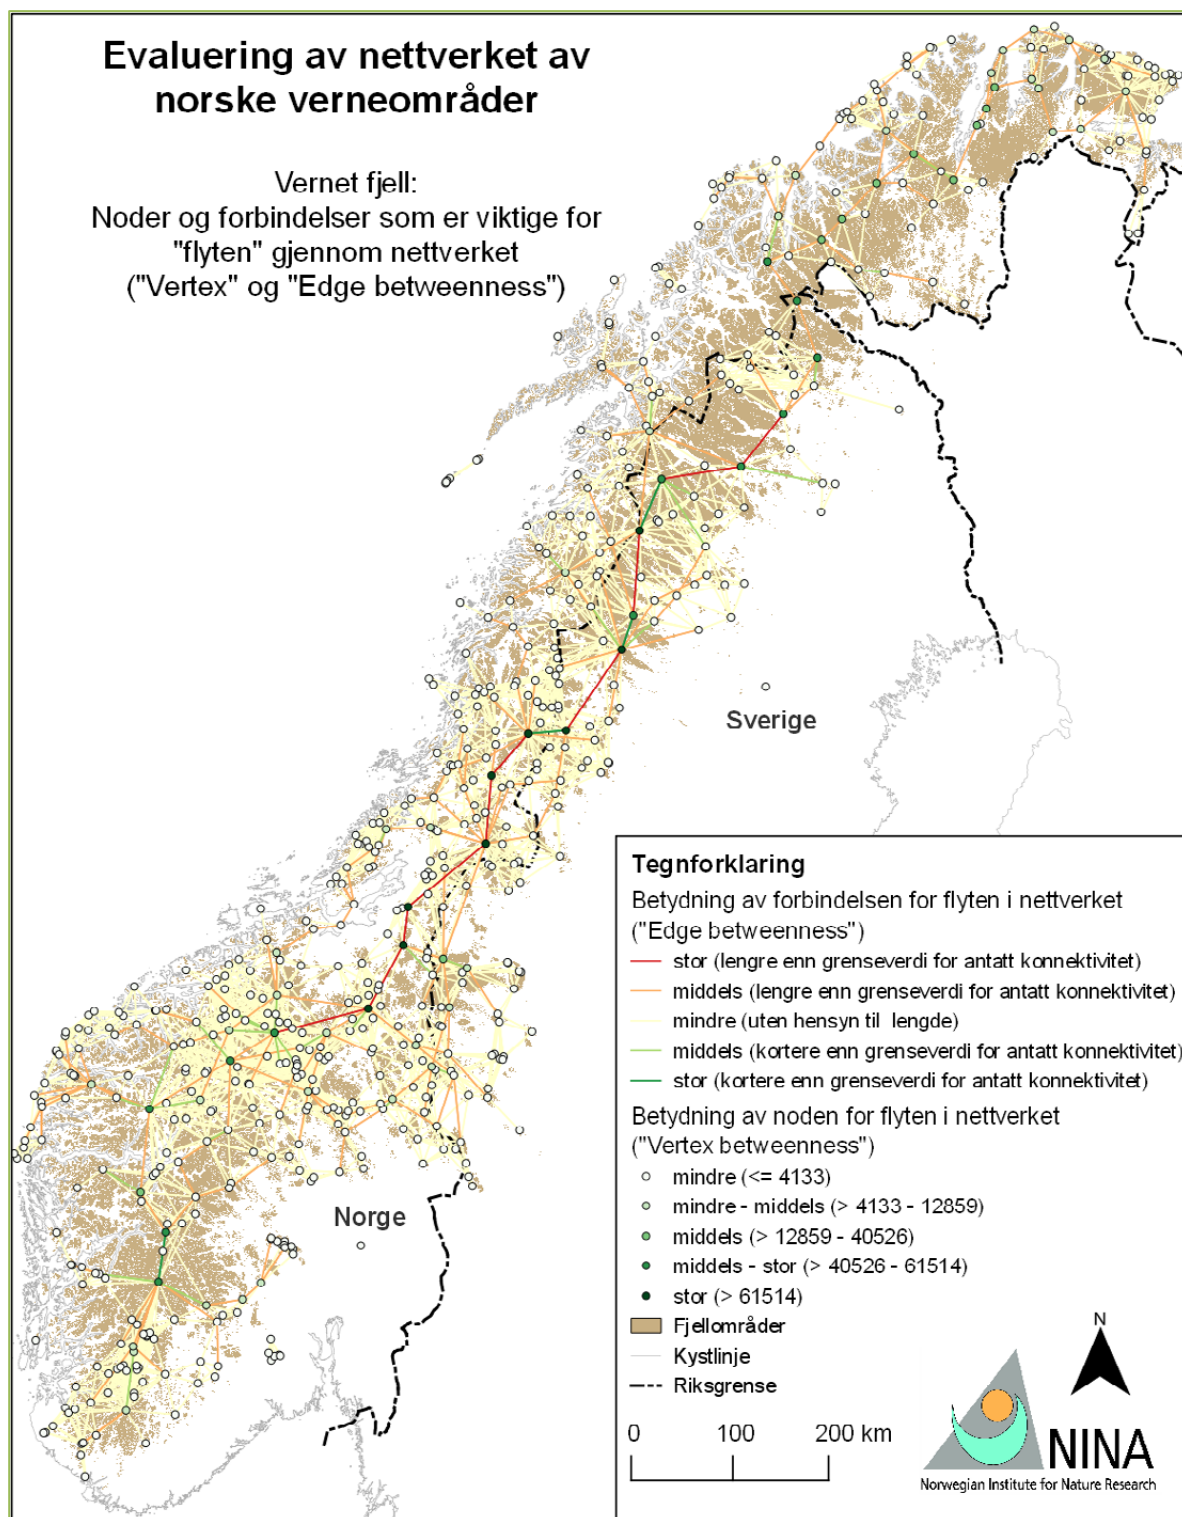 Evaluering av nettverket av
norske verneområder
Vernet fjell:
Noder og forbindelser som er viktige for
"flyten" gjennom nettverket
("Vertex" og "Edge betweenness")
Sverige
Norge
Tegnforklaring
Betydning av forbindelsen for flyten i nettverket
("Edge betweenness")
stor (lengre enn grenseverdi for antatt konnektivitet)
middels (lengre enn grenseverdi for antatt konnektivitet)
mindre (uten hensyn til lengde)
middels (kortere enn grenseverdi for antatt konnektivitet)
stor (kortere enn grenseverdi for antatt konnektivitet)
Betydning av noden for flyten i nettverket
("Vertex betweenness")
mindre (<= 4133)
mindre - middels (> 4133 - 12859)
middels (> 12859 - 40526)
middels - stor (> 40526 - 61514)
stor (> 61514)
Fjellområder
Kystlinje
Riksgrense
0 100 200 km
N
NINA
Norwegian Institute for Nature Research